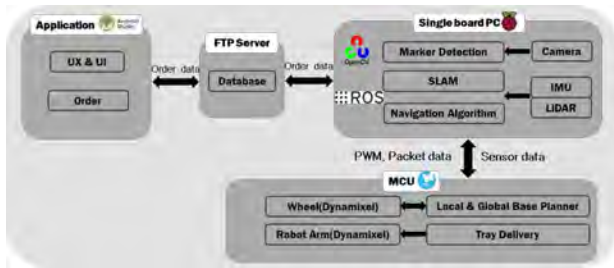 Application
Android Studio
UX & UI
Order
Order data
FTP Server
Database
Order data
Single board PC
OpenCV
Marker Detection
Camera
SLAM
IMU
LiDAR
ROS
Navigation Algorithm
PWM, Packet data
Sensor data
MCU
Wheel(Dynamixel)
Local & Global Base Planner
Robot Arm(Dynamixel)
Tray Delivery